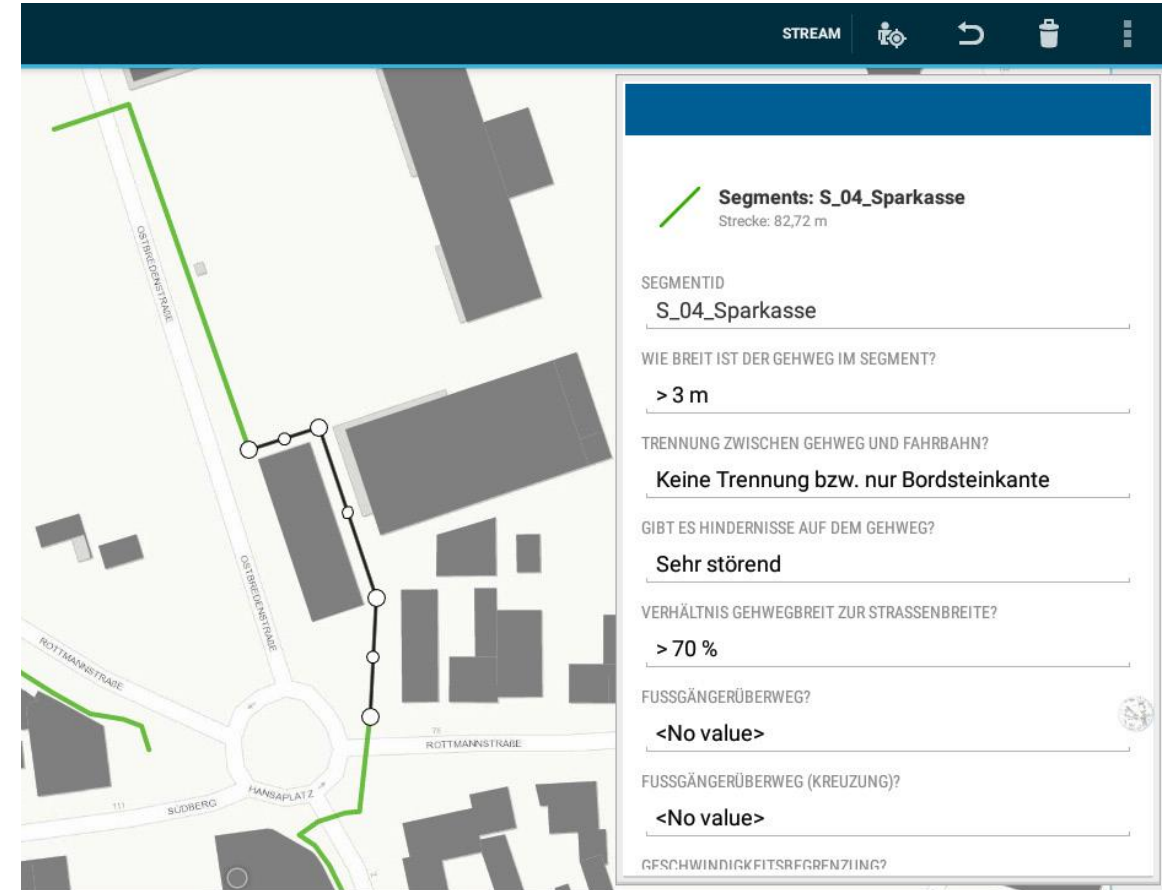 STREAM
OSTBREDENSTRAßE
OSTBREDENSTRAßE
ROTTMANNSTRAßE
ROTTMANNSTRAßE
HANSAPLATZ
SÜDBERG
Segments: S_04_Sparkasse
Strecke: 82,72 m
SEGMENTID
S_04_Sparkasse
WIE BREIT IST DER GEHWEG IM SEGMENT?
> 3 m
TRENNUNG ZWISCHEN GEHWEG UND FAHRBAHN?
Keine Trennung bzw. nur Bordsteinkante
GIBT ES HINDERNISSE AUF DEM GEHWEG?
Sehr störend
VERHÄLTNIS GEHWEGBREIT ZUR STRASSENBREITE?
> 70 %
FUSSGÄNGERÜBERWEG?
<No value>
FUSSGÄNGERÜBERWEG (KREUZUNG)?
<No value>
GESCHWINDIGKEITSBEGRENZUNG?